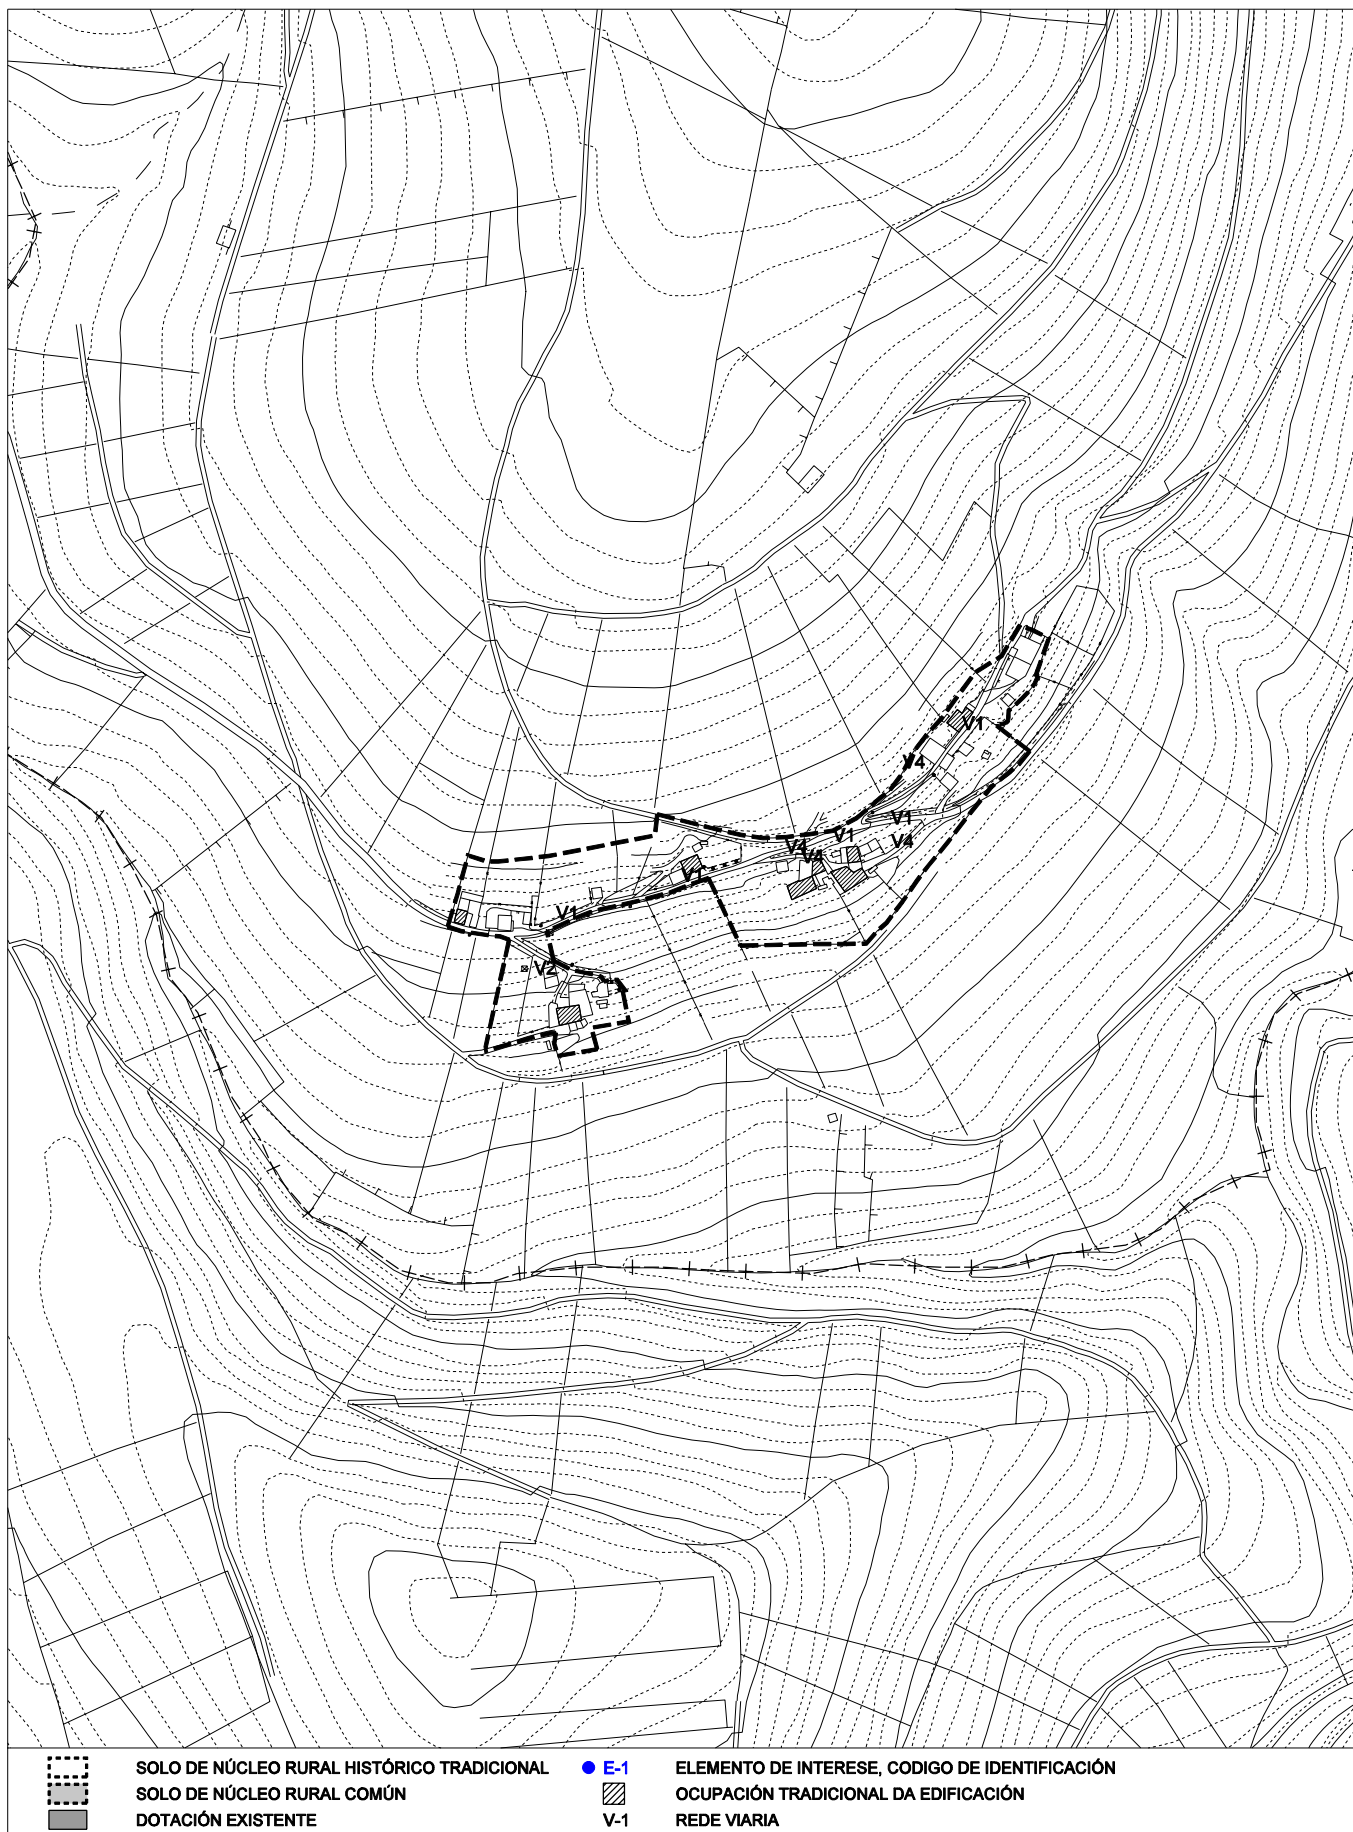 V1
V4
V1
V1
V4
V4
V4
V1
V1
V2
SOLO DE NÚCLEO RURAL HISTÓRICO TRADICIONAL
E-1
ELEMENTO DE INTERESE, CODIGO DE IDENTIFICACIÓN
SOLO DE NÚCLEO RURAL COMÚN
OCUPACIÓN TRADICIONAL DA EDIFICACIÓN
DOTACIÓN EXISTENTE
V-1
REDE VIARIA